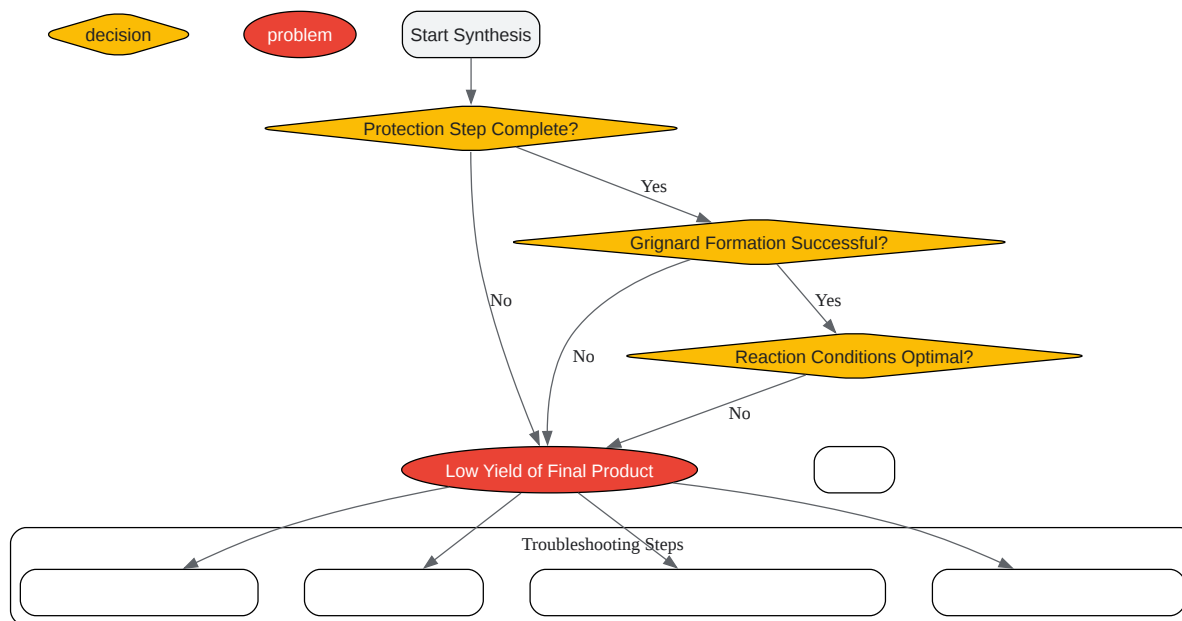 decision
problem
Start Synthesis
Protection Step Complete?
Yes
Grignard Formation Successful?
No
Yes
No
Reaction Conditions Optimal?
No
Low Yield of Final Product
Troubleshooting Steps